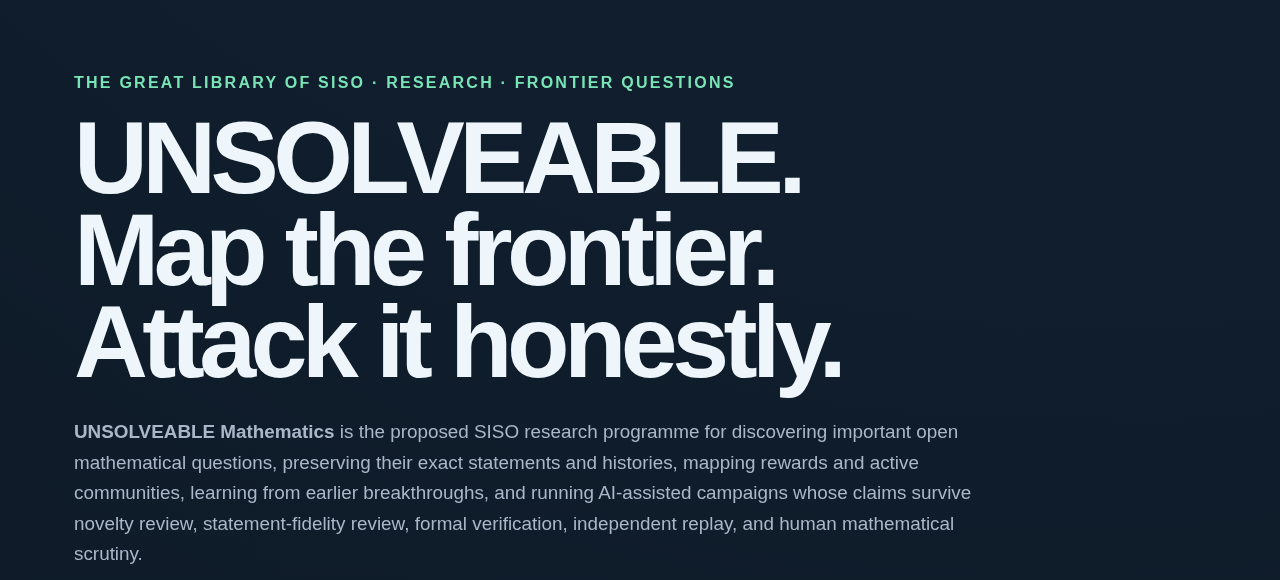 THE GREAT LIBRARY OF SISO · RESEARCH · FRONTIER QUESTIONS
UNSOLVEABLE.
Map the frontier.
Attack it honestly.
UNSOLVEABLE Mathematics is the proposed SISO research programme for discovering important open
mathematical questions, preserving their exact statements and histories, mapping rewards and active
communities, learning from earlier breakthroughs, and running AI-assisted campaigns whose claims survive
novelty review, statement-fidelity review, formal verification, independent replay, and human mathematical
scrutiny.